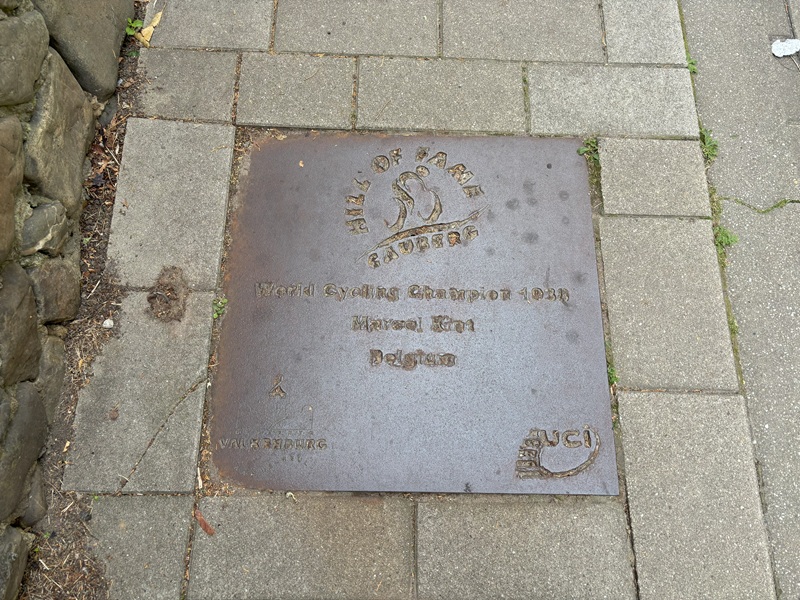 HILL OF FAME
CAUBERG
World Cycling Champion 1938
Marcel Kint
Belgium
VALKENBURG
UCI